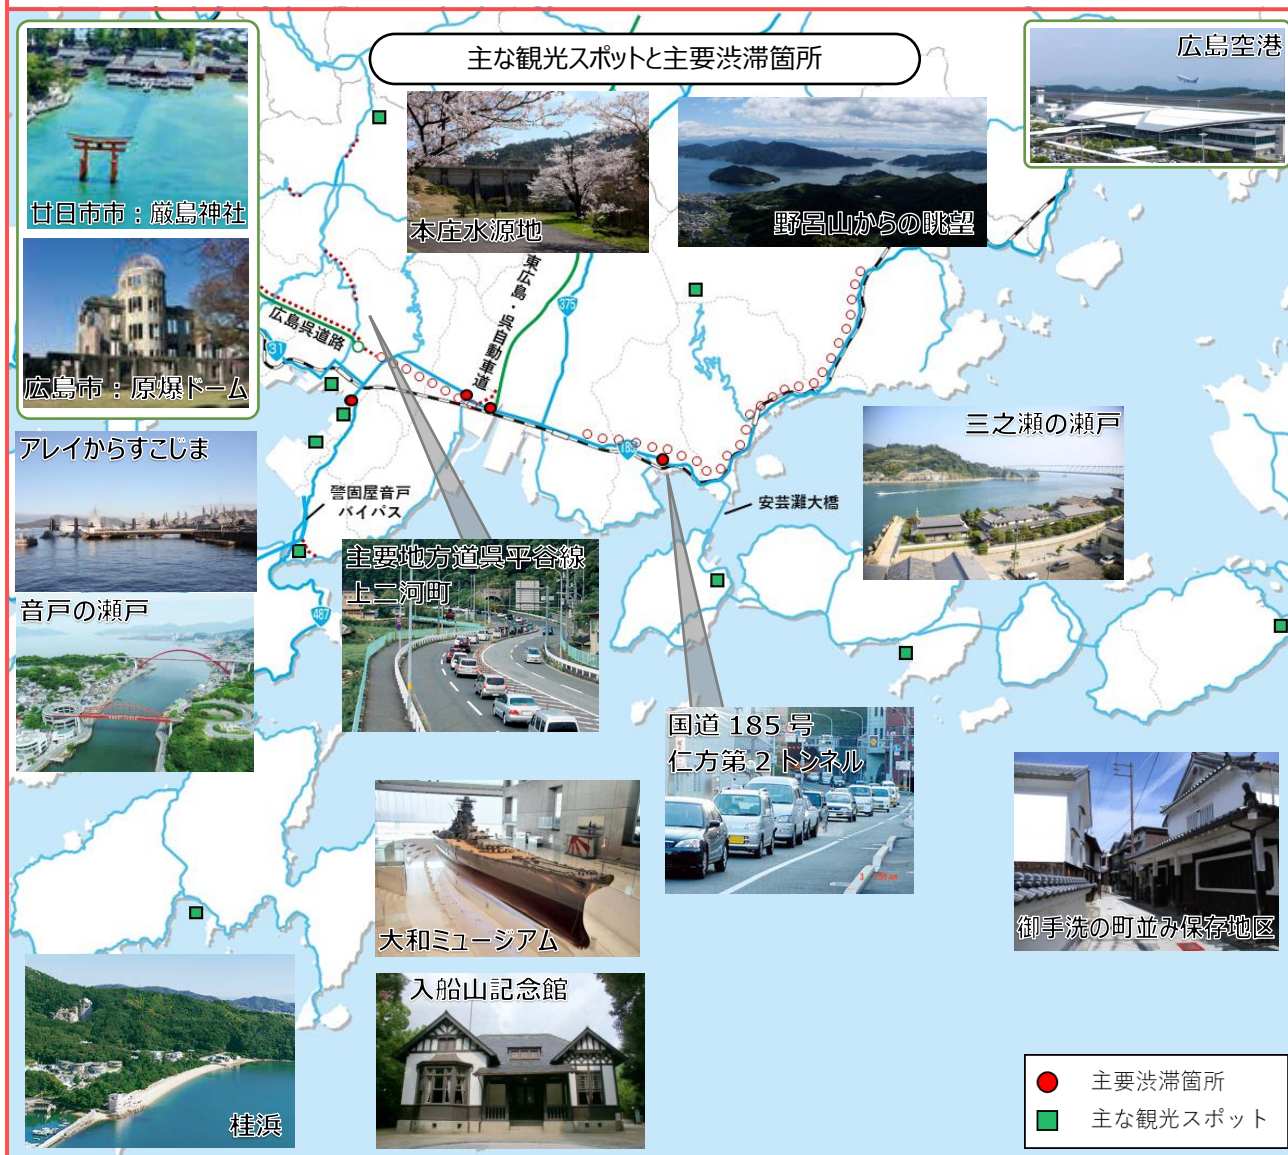 主な観光スポットと主要渋滞箇所
広島空港
廿日市市：厳島神社
本庄水源地
野呂山からの眺望
広島市：原爆ドーム
東広島・呉自動車道
375
広島呉道路
31
185
アレイからすこじま
三之瀬の瀬戸
警固屋音戸
バイパス
安芸灘大橋
主要地方道呉平谷線
上二河町
音戸の瀬戸
487
国道 185 号
仁方第 2 トンネル
大和ミュージアム
御手洗の町並み保存地区
入船山記念館
桂浜
主要渋滞箇所
主な観光スポット